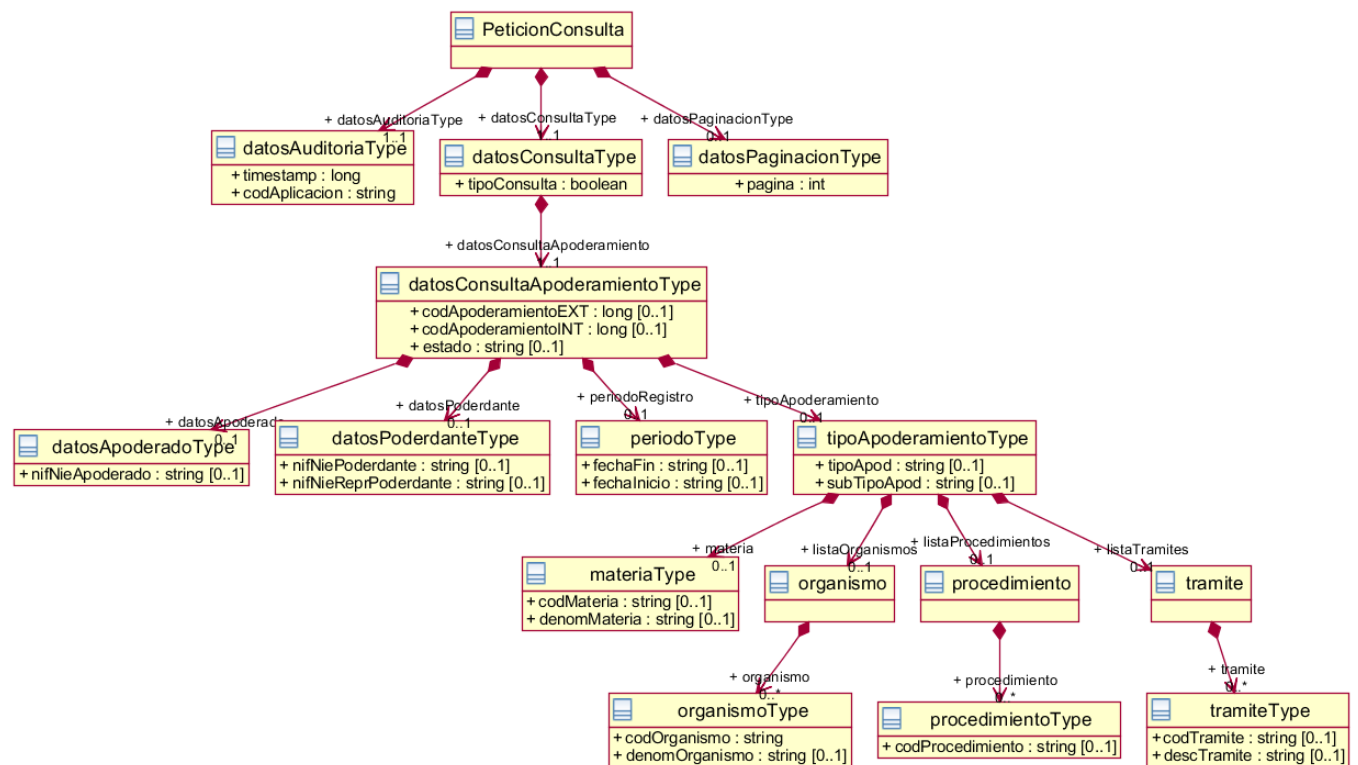 PeticionConsulta
+ datosAuditoriaType
1..1
+ datosConsultaType
1..1
+ datosPaginacionType
0..1
datosAuditoriaType
+ timestamp : long
+ codAplicacion : string
datosConsultaType
+ tipoConsulta : boolean
datosPaginacionType
+ pagina : int
+ datosConsultaApoderamiento
1..1
datosConsultaApoderamientoType
+ codApoderamientoEXT : long [0..1]
+ codApoderamientoINT : long [0..1]
+ estado : string [0..1]
+ datosApoderado
0..1
+ datosPoderdante
0..1
+ periodoRegistro
0..1
+ tipoApoderamiento
0..1
datosApoderadoType
+ nifNieApoderado : string [0..1]
datosPoderdanteType
+ nifNiePoderdante : string [0..1]
+ nifNieReprPoderdante : string [0..1]
periodoType
+ fechaFin : string [0..1]
+ fechaInicio : string [0..1]
tipoApoderamientoType
+ tipoApod : string [0..1]
+ subTipoApod : string [0..1]
+ materia
0..1
+ listaOrganismos
0..1
+ listaProcedimientos
0..1
+ listaTramites
0..1
materiaType
+ codMateria : string [0..1]
+ denomMateria : string [0..1]
organismo
procedimiento
tramite
+ organismo
0..*
+ procedimiento
0..*
+ tramite
0..*
organismoType
+ codOrganismo : string
+ denomOrganismo : string [0..1]
procedimientoType
+ codProcedimiento : string [0..1]
tramiteType
+ codTramite : string [0..1]
+ descTramite : string [0..1]